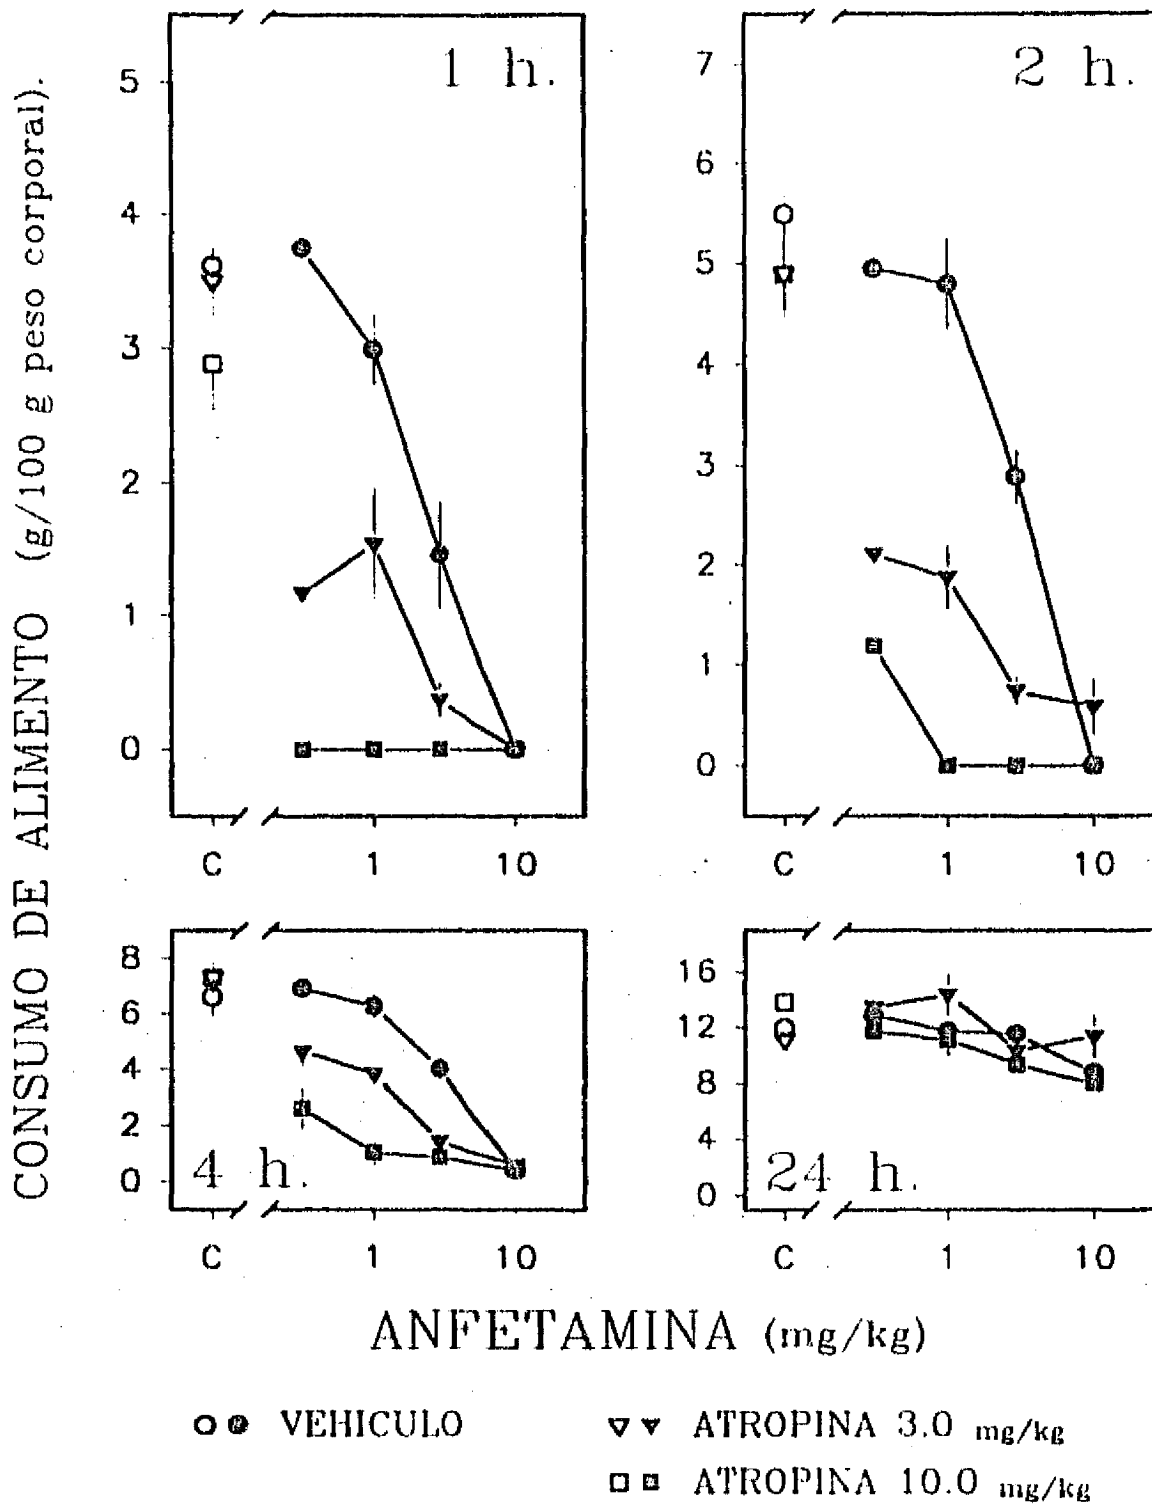 CONSUMO DE ALIMENTO (g/100 g peso corporal).
1 h.
5
4
3
2
1
0
C 1 10
2 h.
7
6
5
4
3
2
1
0
C 1 10
4 h.
8
6
4
2
0
C 1 10
24 h.
16
12
8
4
0
C 1 10
ANFETAMINA (mg/kg)
VEHICULO
ATROPINA 3.0 mg/kg
ATROPINA 10.0 mg/kg